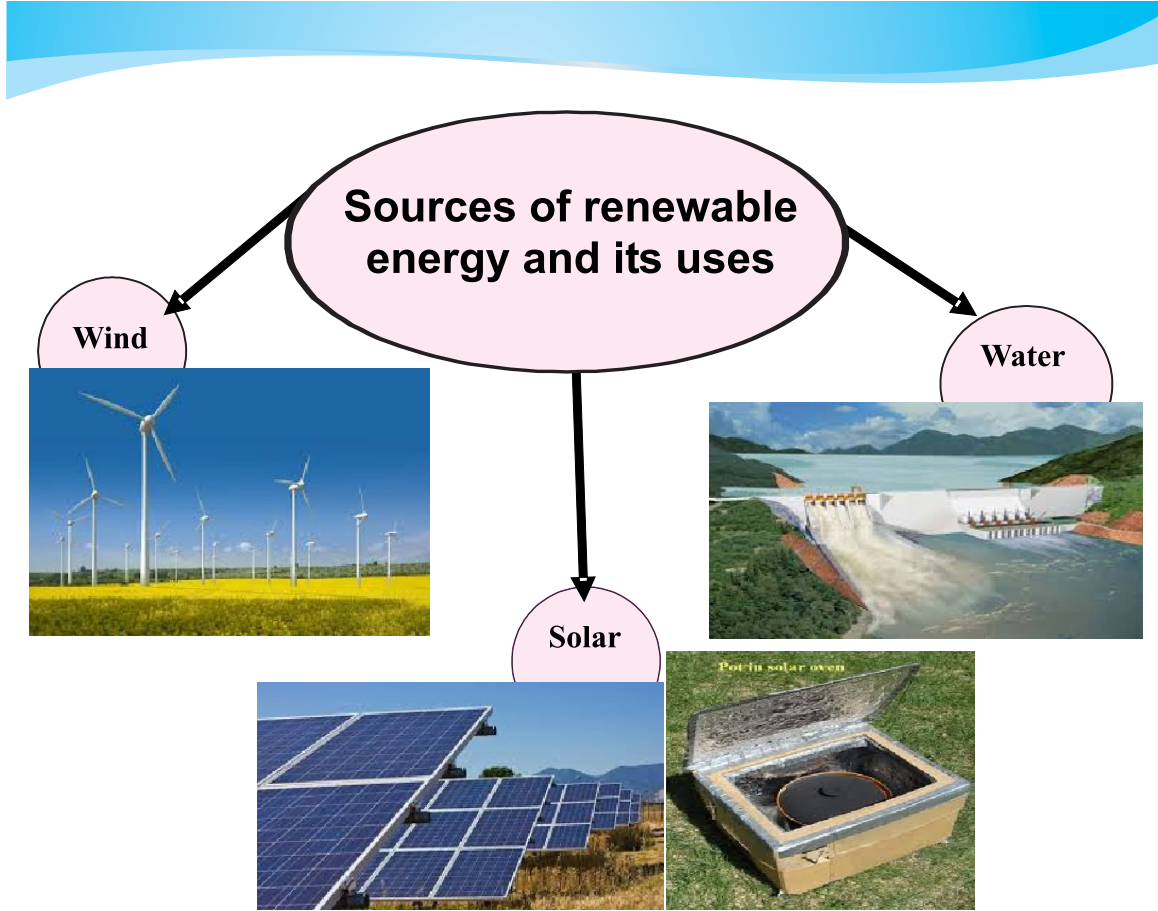 Sources of renewable
energy and its uses
Wind
Water
Solar
Pot in solar oven